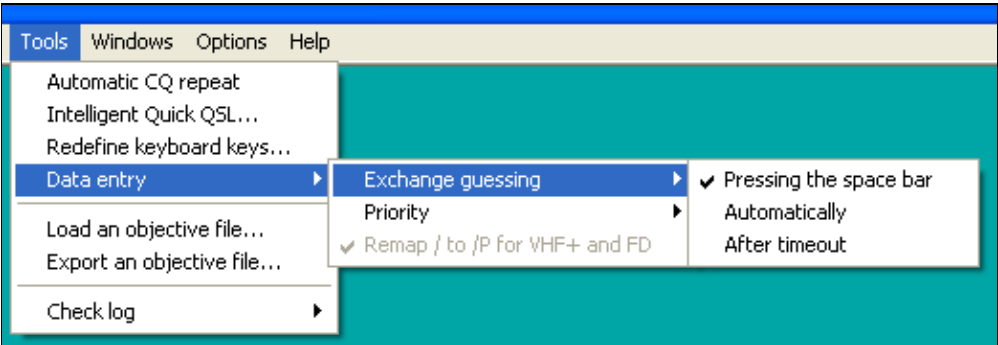 Tools Windows Options Help
Automatic CQ repeat
Intelligent Quick QSL...
Redefine keyboard keys...
Data entry
Load an objective file...
Export an objective file...
Check log
Exchange guessing
Priority
Remap / to /P for VHF+ and FD
Pressing the space bar
Automatically
After timeout